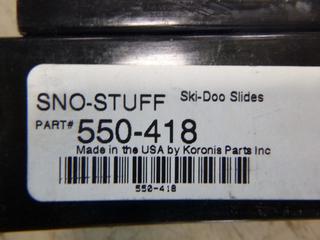 SNO-STUFF Ski-Doo Slides
PART# 550-418
Made in the USA by Koronis Parts Inc
550-418